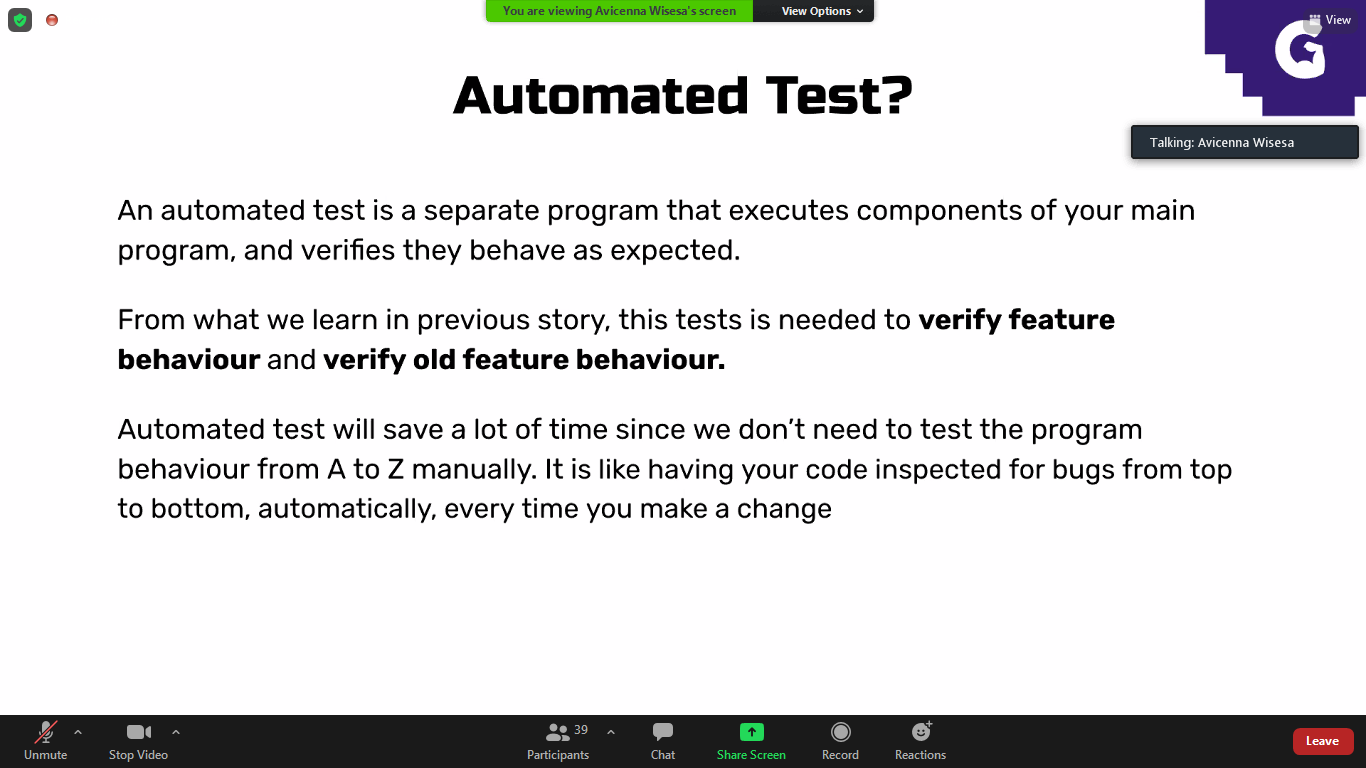 You are viewing Avicenna Wisesa's screen
View Options
View
G
Automated Test?
Talking: Avicenna Wisesa
An automated test is a separate program that executes components of your main
program, and verifies they behave as expected.
From what we learn in previous story, this tests is needed to verify feature
behaviour and verify old feature behaviour.
Automated test will save a lot of time since we don’t need to test the program
behaviour from A to Z manually. It is like having your code inspected for bugs from top
to bottom, automatically, every time you make a change
Unmute
Stop Video
39
Participants
Chat
Share Screen
Record
Reactions
Leave